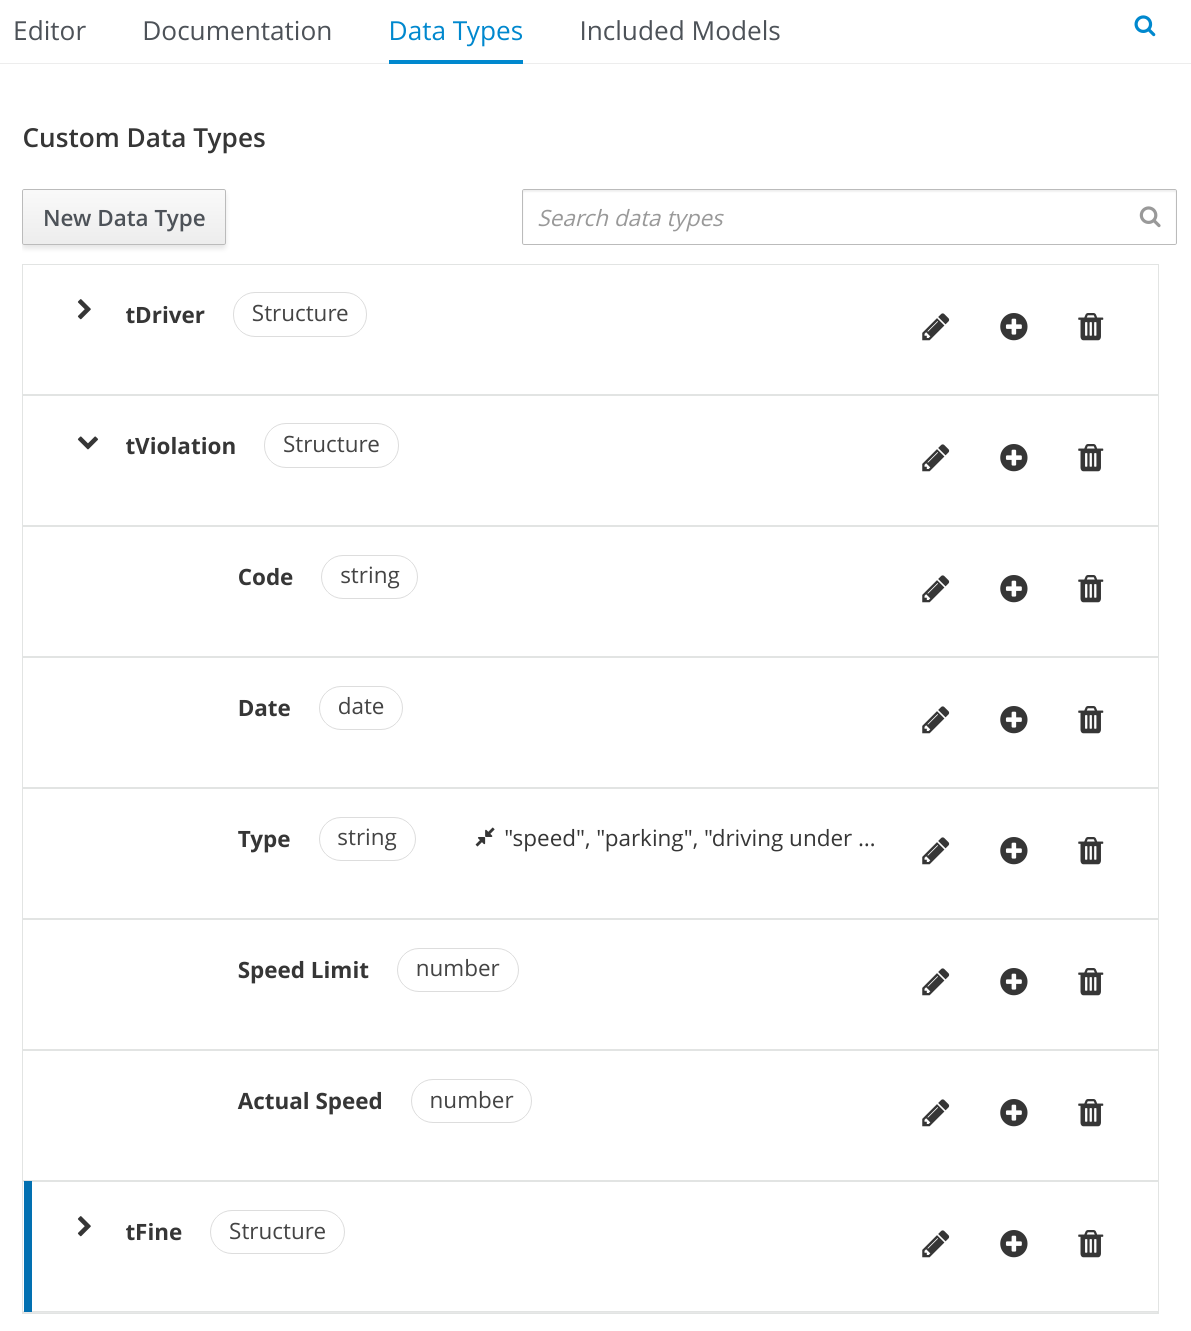 Editor Documentation Data Types Included Models
Custom Data Types
New Data Type Search data types
tDriver Structure
tViolation Structure
Code string
Date date
Type string "speed", "parking", "driving under ...
Speed Limit number
Actual Speed number
tFine Structure